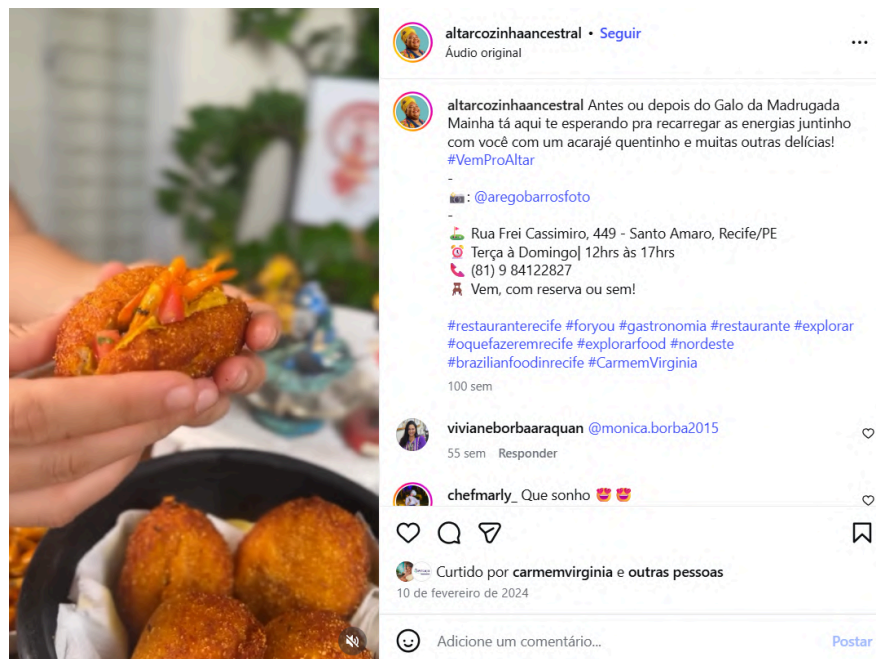 altarcozinhaancestral • Seguir
Áudio original
altarcozinhaancestral Antes ou depois do Galo da Madrugada
Mainha tá aqui te esperando pra recarregar as energias juntinho
com você com um acarajé quentinho e muitas outras delícias!
#VemProAltar
-
📷: @aregobarrosfoto
-
⛳ Rua Frei Cassimiro, 449 - Santo Amaro, Recife/PE
⏰ Terça à Domingo| 12hrs às 17hrs
📞 (81) 9 84122827
🪑 Vem, com reserva ou sem!
#restauranterecife #foryou #gastronomia #restaurante #explorar
#oquefazeremrecife #explorarfood #nordeste
#brazilianfoodinrecife #CarmemVirginia
100 sem
vivianeborbaaraquan @monica.borba2015
55 sem Responder
chefmarly_ Que sonho 😍😍
Curtido por carmemvirginia e outras pessoas
10 de fevereiro de 2024
Adicione um comentário...
Postar